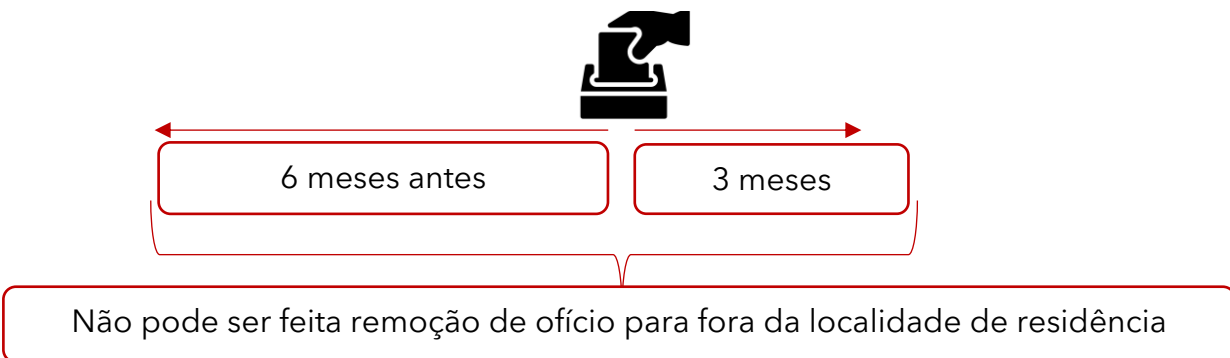 6 meses antes
3 meses
Não pode ser feita remoção de ofício para fora da localidade de residência